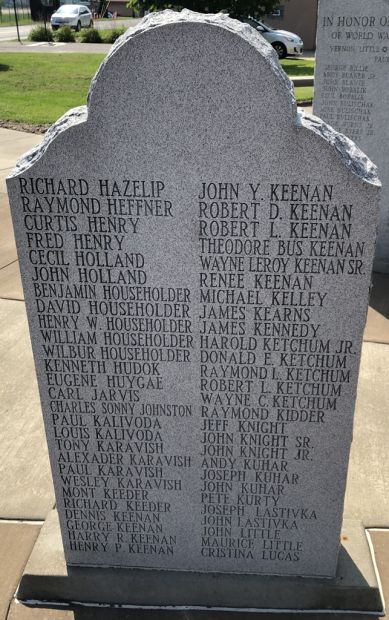 RICHARD HAZELIP
RAYMOND HEFFNER
CURTIS HENRY
FRED HENRY
CECIL HOLLAND
JOHN HOLLAND
BENJAMIN HOUSEHOLDER
DAVID HOUSEHOLDER
HENRY W. HOUSEHOLDER
WILLIAM HOUSEHOLDER
WILBUR HOUSEHOLDER
KENNETH HUDOK
EUGENE HUYGAE
CARL JARVIS
CHARLES SONNY JOHNSTON
PAUL KALIVODA
LOUIS KALIVODA
TONY KARAVISH
ALEXADER KARAVISH
PAUL KARAVISH
WESLEY KARAVISH
MONT KEEDER
RICHARD KEEDER
DENNIS KEENAN
GEORGE KEENAN
HARRY R. KEENAN
HENRY P. KEENAN
JOHN Y. KEENAN
ROBERT D. KEENAN
ROBERT L. KEENAN
THEODORE BUS KEENAN
WAYNE LEROY KEENAN SR.
RENEE KEENAN
MICHAEL KELLEY
JAMES KEARNS
JAMES KENNEDY
HAROLD KETCHUM JR.
DONALD E. KETCHUM
RAYMOND L. KETCHUM
ROBERT L. KETCHUM
WAYNE C. KETCHUM
RAYMOND KIDDER
JEFF KNIGHT
JOHN KNIGHT SR.
JOHN KNIGHT JR.
ANDY KUHAR
JOSEPH KUHAR
JOHN KUHAR
PETE KURTY
JOSEPH LASTIVKA
JOHN LASTIVKA
JOHN LITTLE
MAURICE LITTLE
CRISTINA LUCAS
IN HONOR O
OF WORLD WA
VERNON LITTLE
PAUL